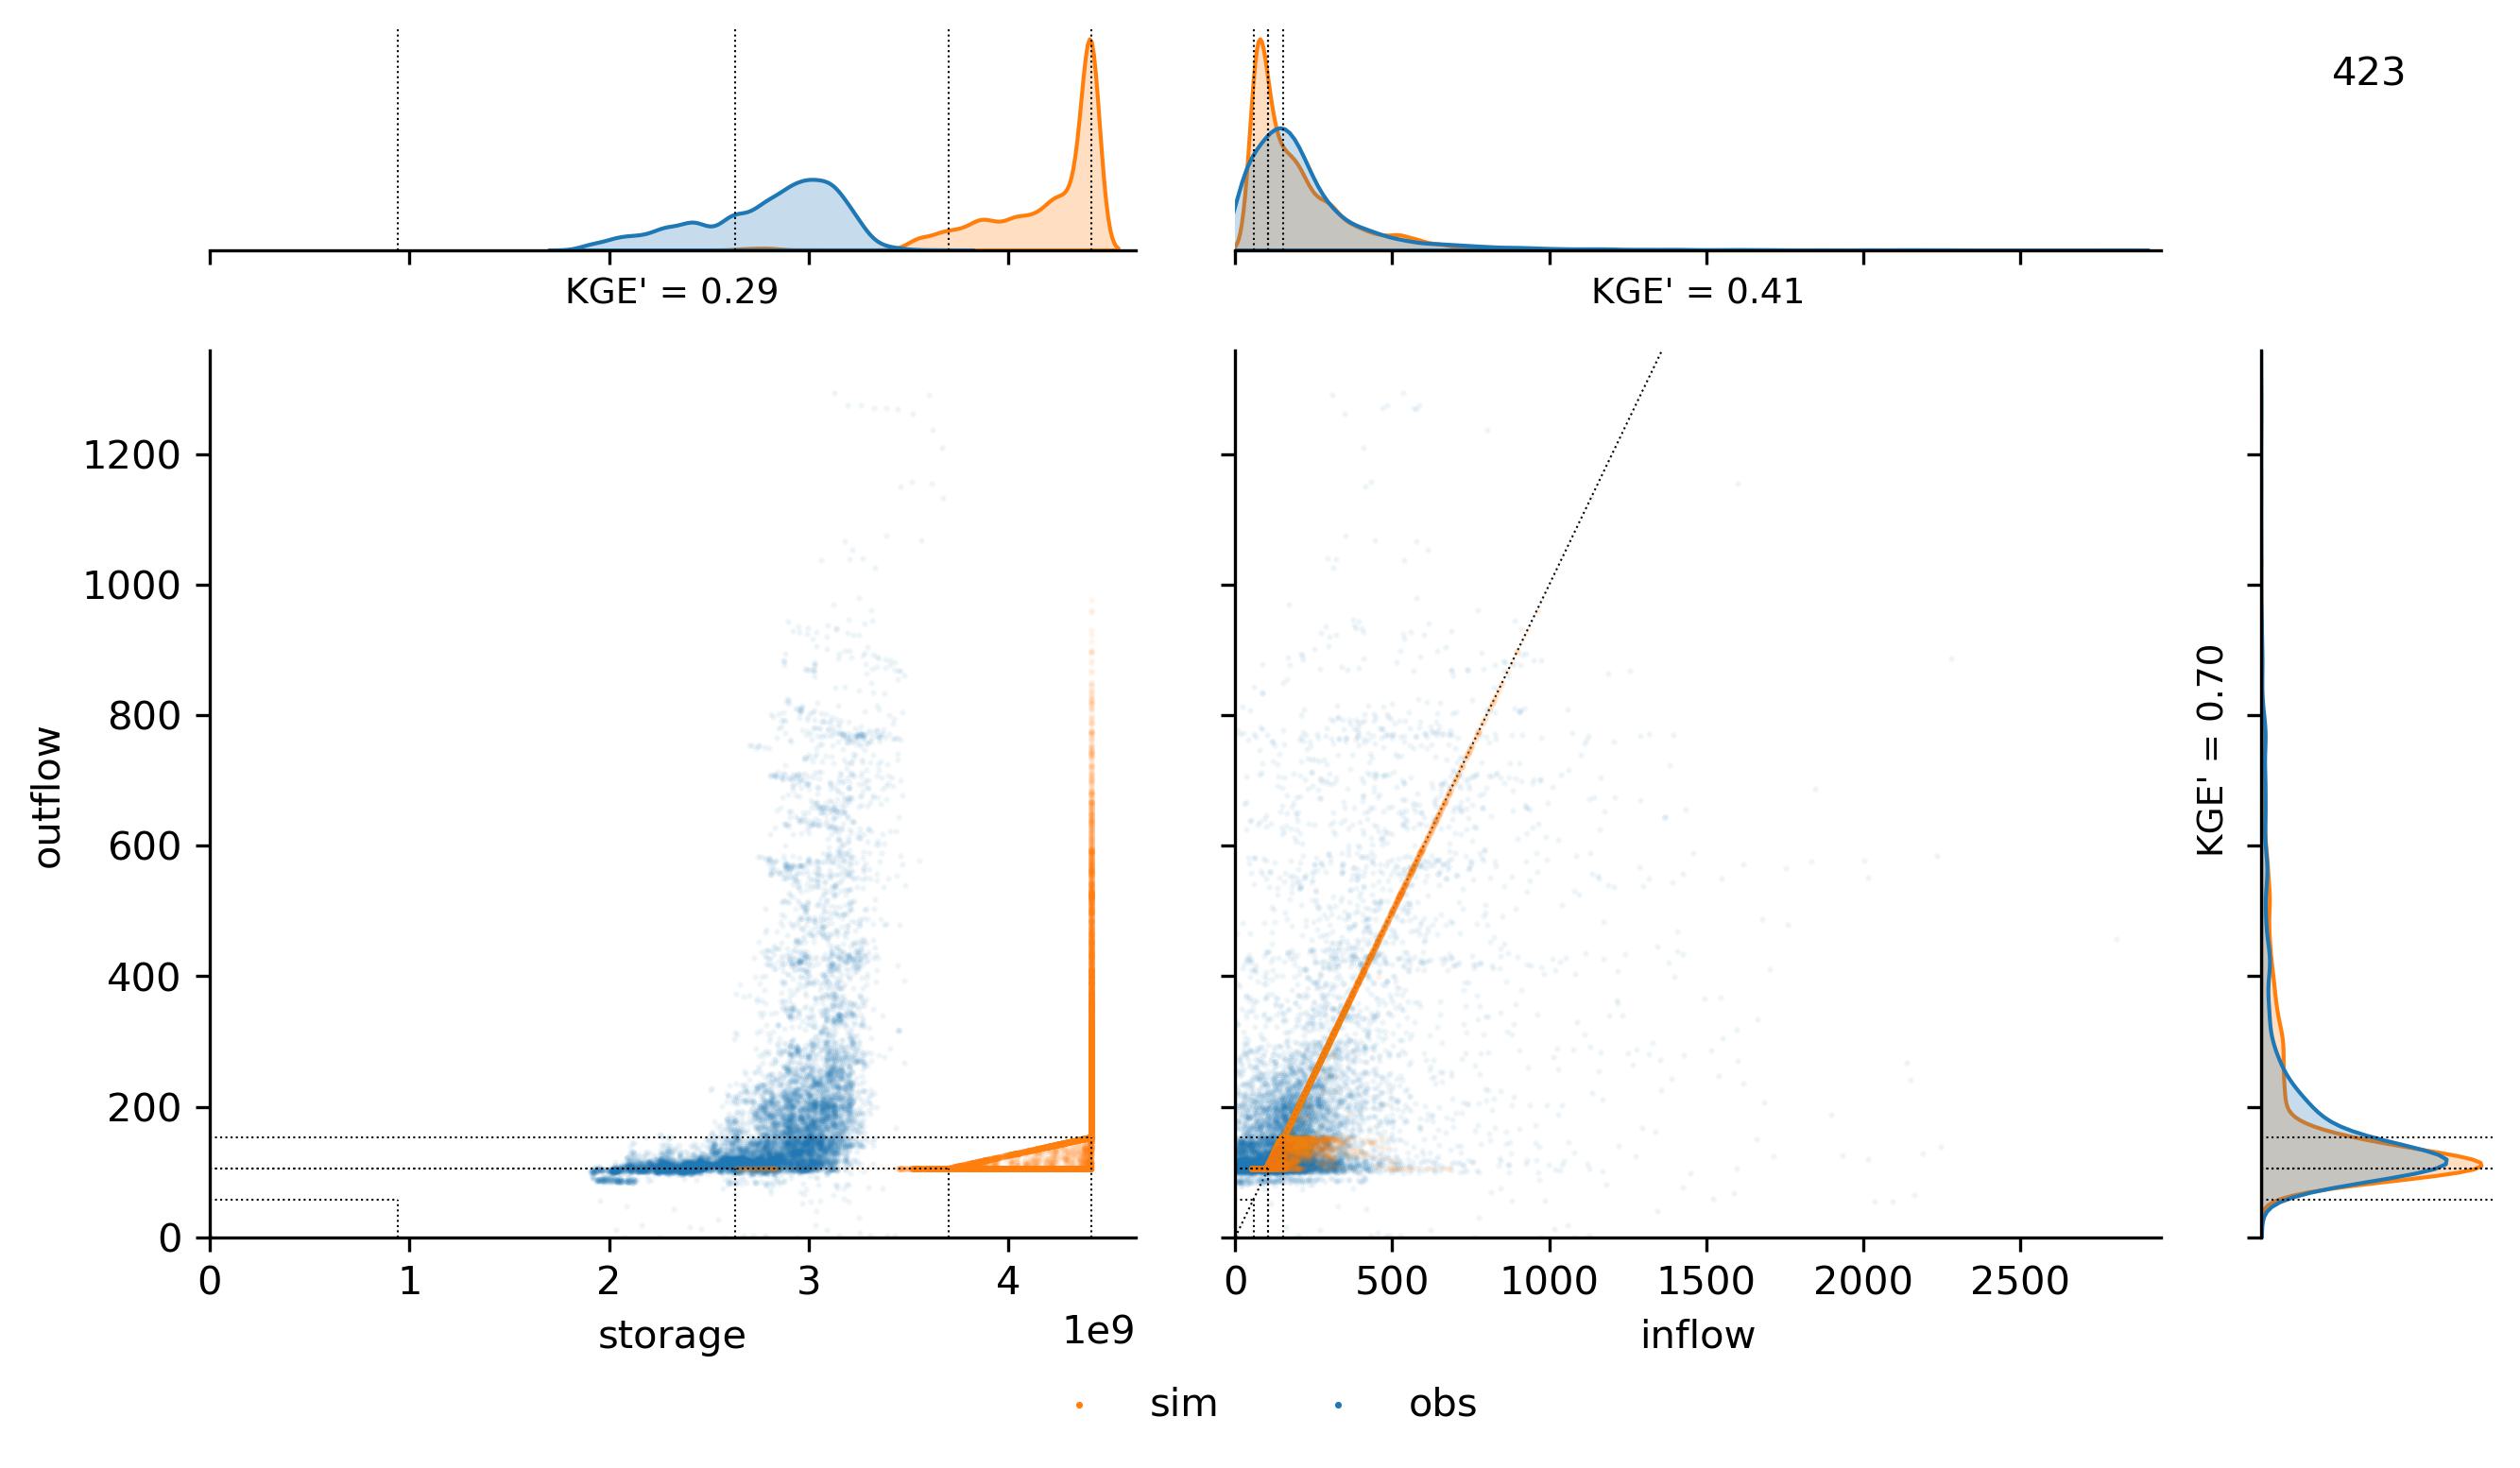 423
KGE' = 0.29
KGE' = 0.41
1200
1000
800
600
400
200
0
outflow
KGE' = 0.70
0 1 2 3 4
0 500 1000 1500 2000 2500
storage
1e9
inflow
sim
obs